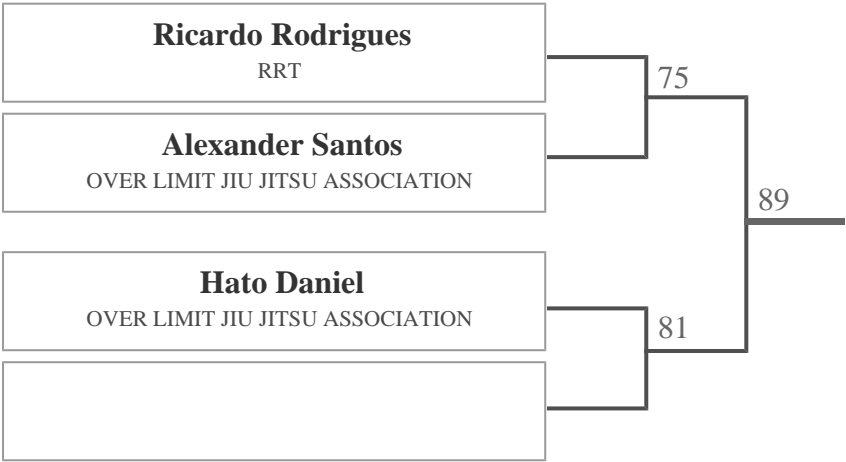 Ricardo Rodrigues
RRT
75
Alexander Santos
OVER LIMIT JIU JITSU ASSOCIATION
89
Hato Daniel
OVER LIMIT JIU JITSU ASSOCIATION
81